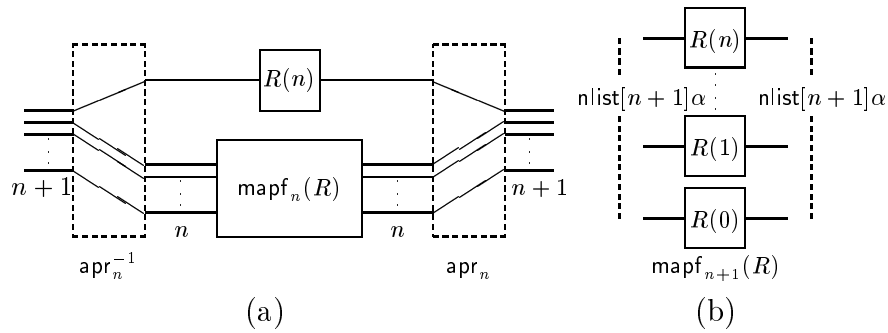 R(n)
mapf_n(R)
n + 1
n
n
n + 1
apr_n^{-1}
apr_n
(a)
R(n)
nlist[n + 1]α
nlist[n + 1]α
R(1)
R(0)
mapf_{n+1}(R)
(b)